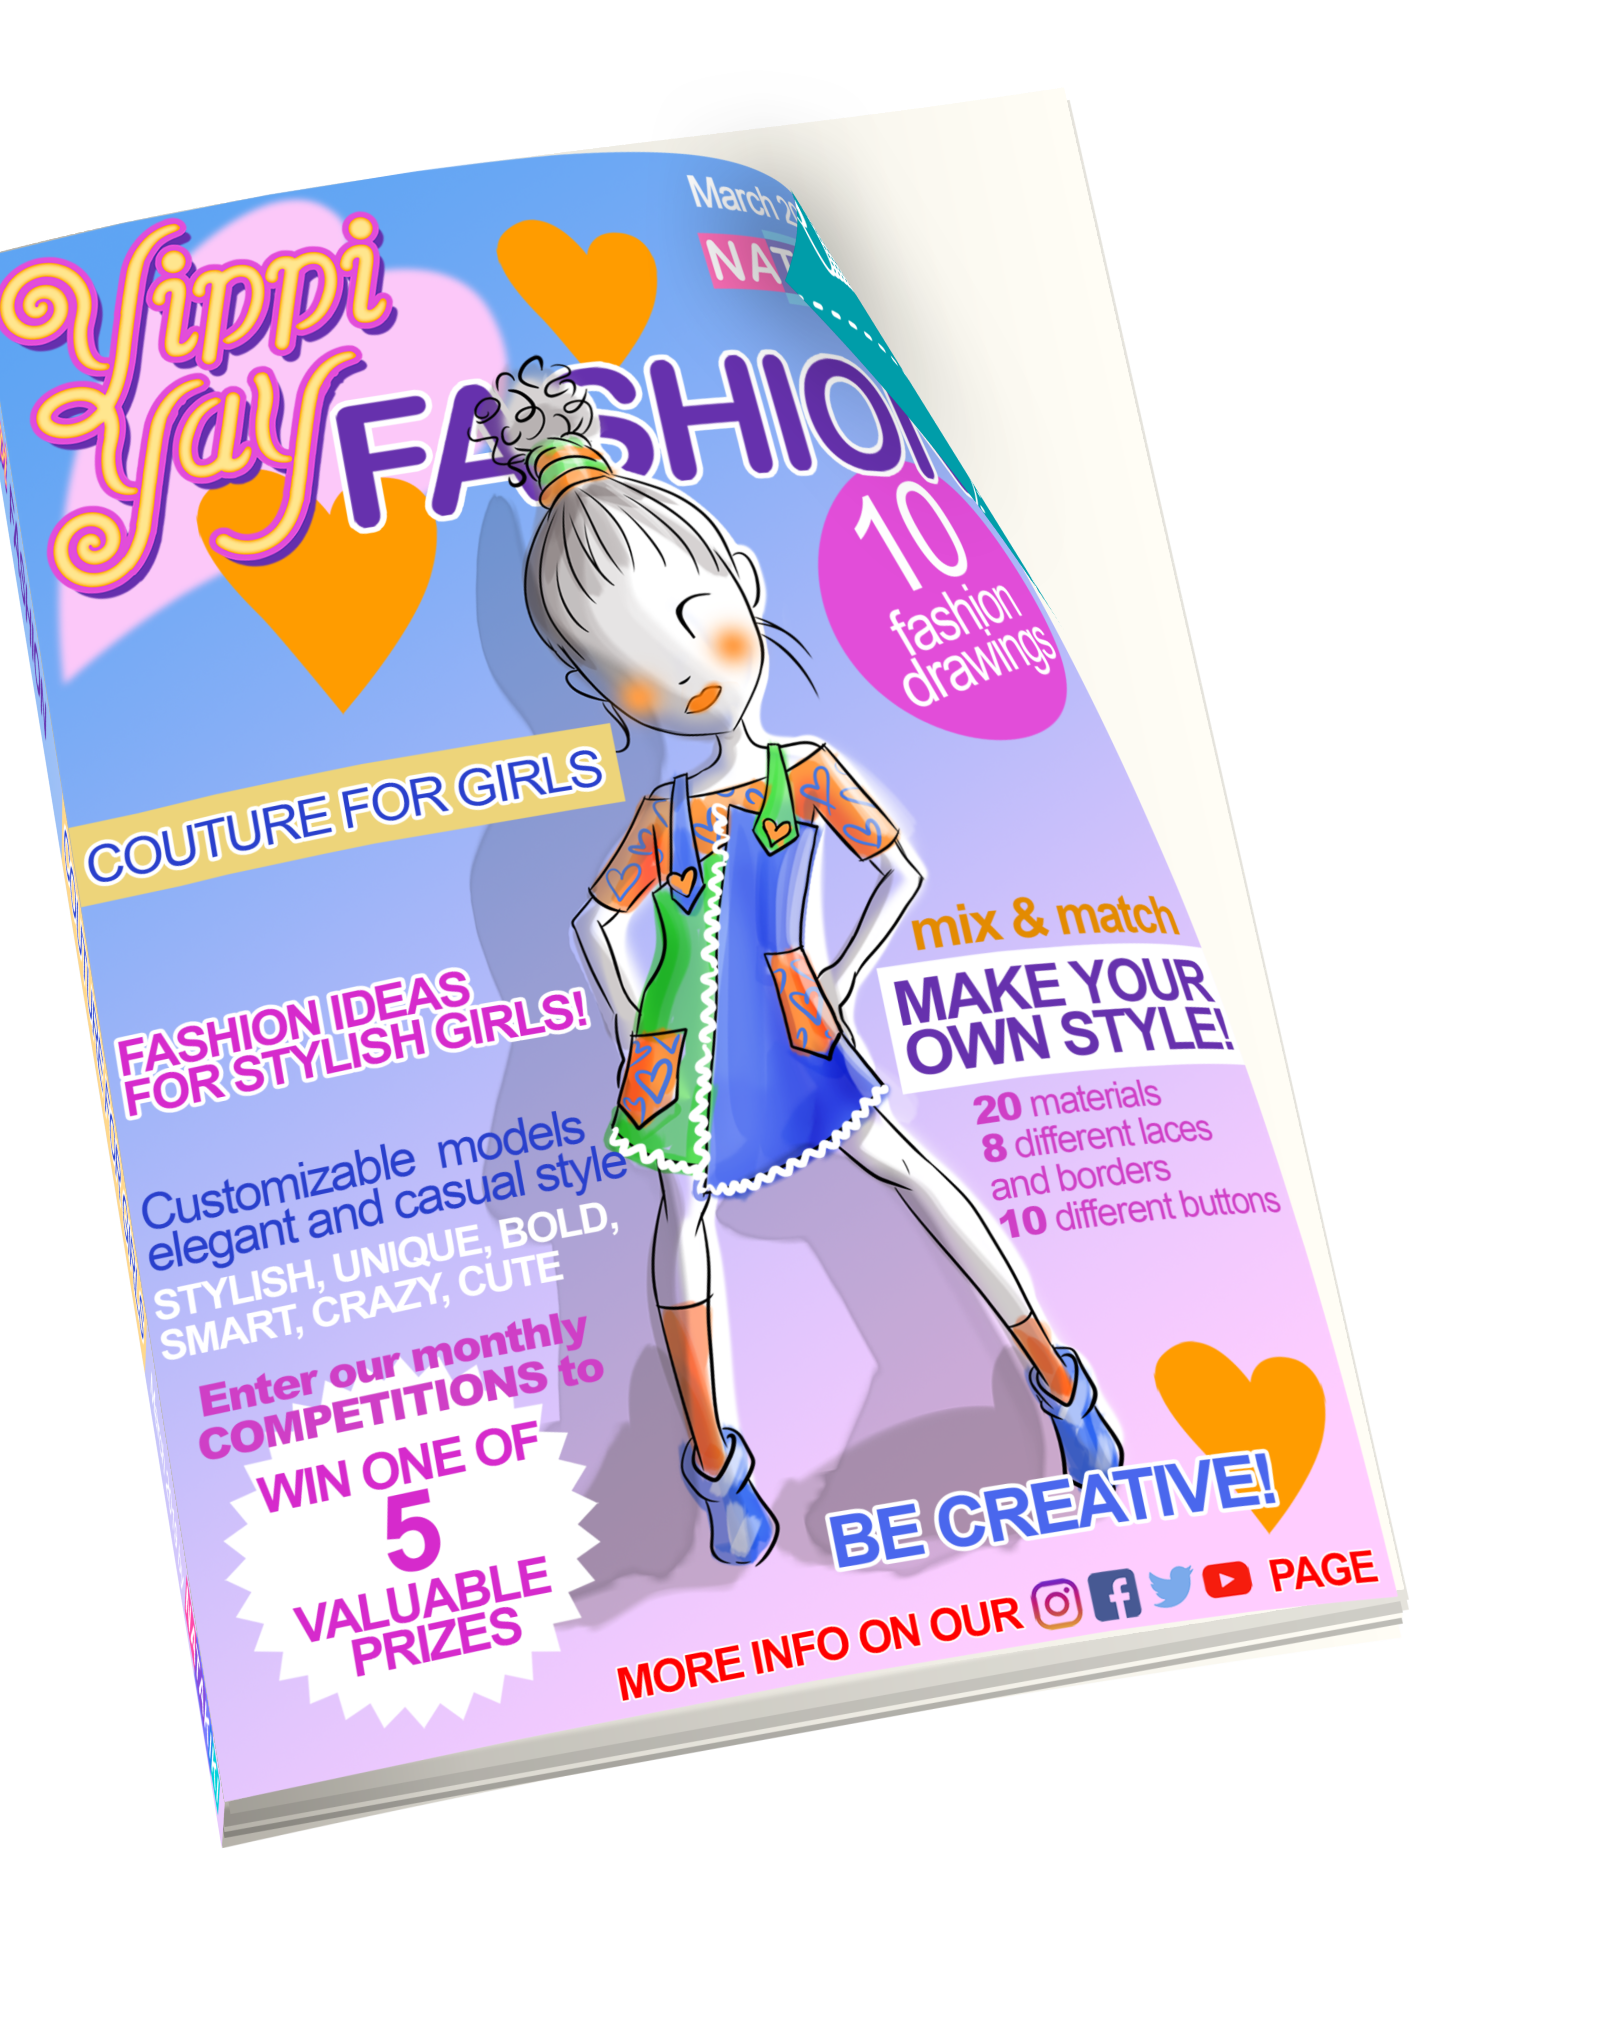 March
Yippi
Yay
FASHION
10
fashion
drawings
COUTURE FOR GIRLS
mix & match
MAKE YOUR
OWN STYLE!
20 materials
8 different laces
and borders
10 different buttons
FASHION IDEAS
FOR STYLISH GIRLS!
Customizable models
elegant and casual style
STYLISH, UNIQUE, BOLD,
SMART, CRAZY, CUTE
Enter our monthly
COMPETITIONS to
WIN ONE OF
5
VALUABLE
PRIZES
BE CREATIVE!
MORE INFO ON OUR PAGE